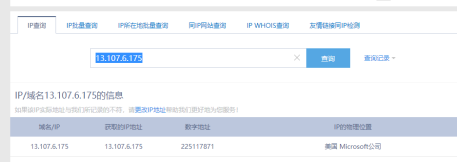 IP查询 IP批量查询 IP所在地批量查询 同IP网站查询 IP WHOIS查询 友情链接同IP检测
13.107.6.175 × 查询 查询记录
IP/域名13.107.6.175的信息
如果该IP实际地址与我们所记录的不符，请更改IP地址帮助我们更好地为您服务！
域名/IP 获取的IP地址 数字地址 IP的物理位置
13.107.6.175 13.107.6.175 225117871 美国 Microsoft公司